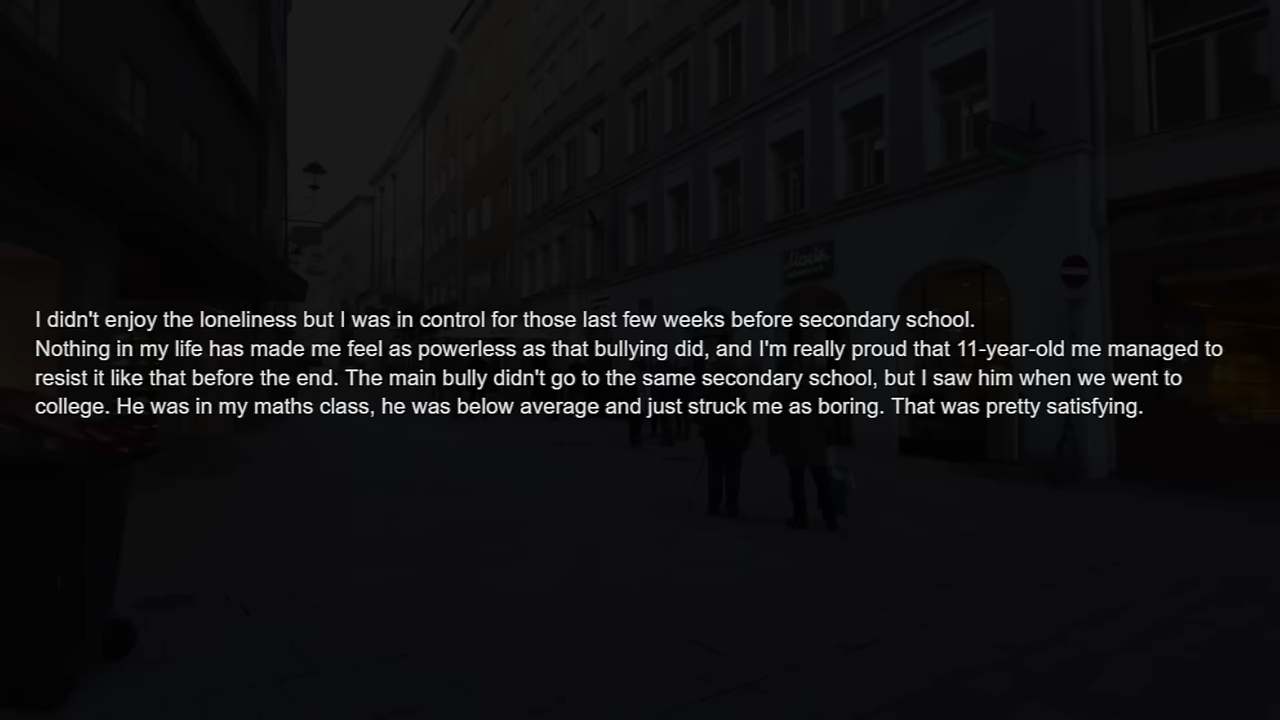 I didn't enjoy the loneliness but I was in control for those last few weeks before secondary school.
Nothing in my life has made me feel as powerless as that bullying did, and I'm really proud that 11-year-old me managed to
resist it like that before the end. The main bully didn't go to the same secondary school, but I saw him when we went to
college. He was in my maths class, he was below average and just struck me as boring. That was pretty satisfying.